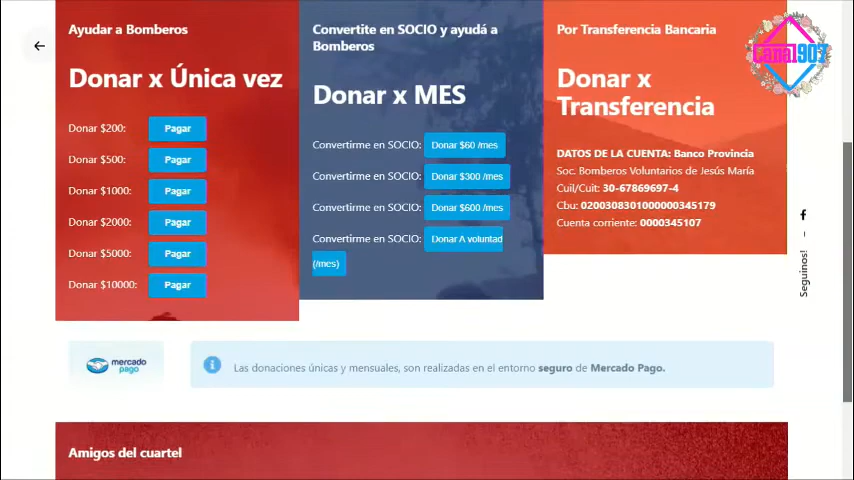 Ayudar a Bomberos
Donar x Única vez
Donar $200: Pagar
Donar $500: Pagar
Donar $1000: Pagar
Donar $2000: Pagar
Donar $5000: Pagar
Donar $10000: Pagar
Convertite en SOCIO y ayudá a
Bomberos
Donar x MES
Convertirme en SOCIO: Donar $60 /mes
Convertirme en SOCIO: Donar $300 /mes
Convertirme en SOCIO: Donar $600 /mes
Convertirme en SOCIO: Donar A voluntad
(/mes)
Por Transferencia Bancaria
Donar x
Transferencia
DATOS DE LA CUENTA: Banco Provincia
Soc. Bomberos Voluntarios de Jesús María
Cuil/Cuit: 30-67869697-4
Cbu: 0200308301000000345179
Cuenta corriente: 0000345107
Canal907
Seguinos!
mercado
pago
Las donaciones únicas y mensuales, son realizadas en el entorno seguro de Mercado Pago.
Amigos del cuartel